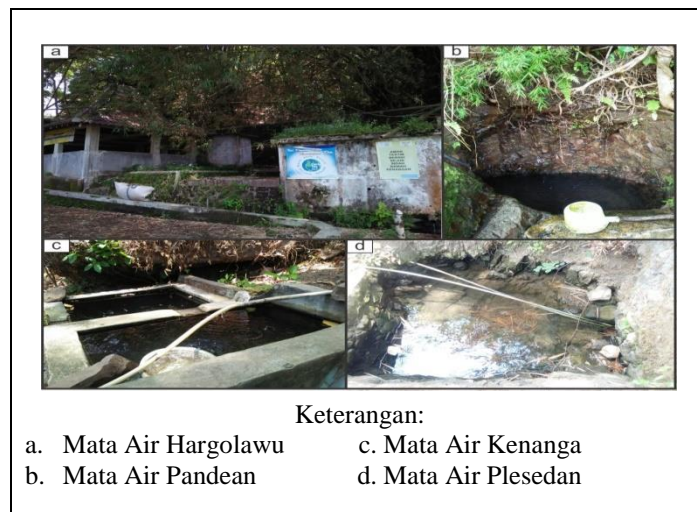 a
b
c
d
Keterangan:
a. Mata Air Hargolawu c. Mata Air Kenanga
b. Mata Air Pandean d. Mata Air Plesedan